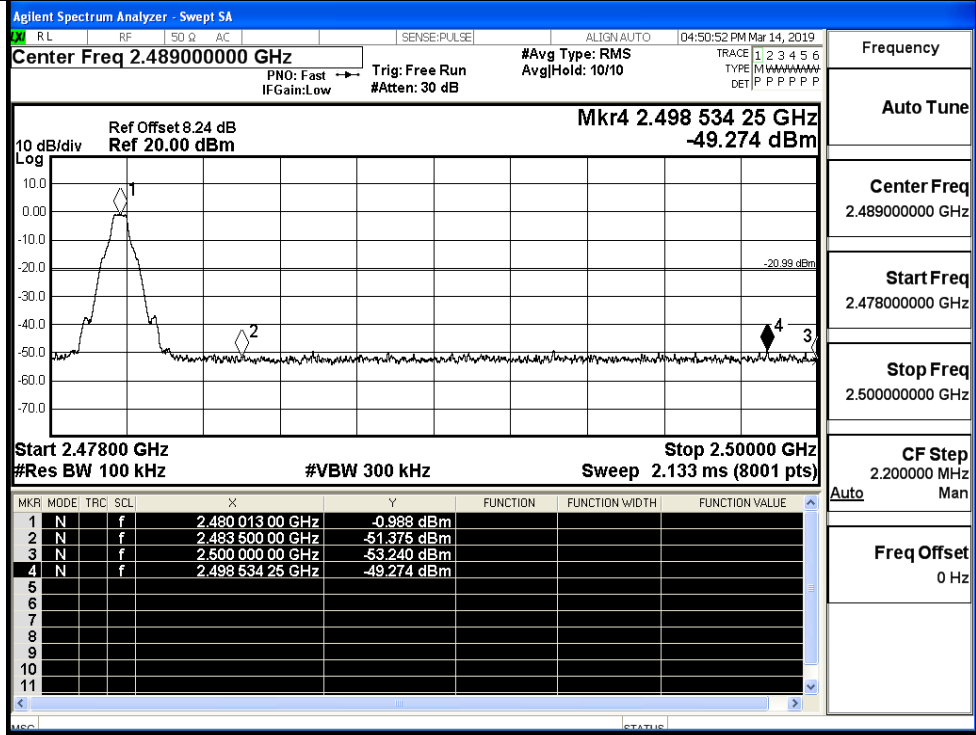 Agilent Spectrum Analyzer - Swept SA
RL RF 50 Ω AC SENSE:PULSE ALIGN AUTO 04:50:52 PM Mar 14, 2019
Center Freq 2.489000000 GHz
PNO: Fast
IFGain:Low
Trig: Free Run
#Atten: 30 dB
#Avg Type: RMS
Avg|Hold: 10/10
TRACE 1 2 3 4 5 6
TYPE M
DET P P P P P P
10 dB/div
Log
Ref Offset 8.24 dB
Ref 20.00 dBm
Mkr4 2.498 534 25 GHz
-49.274 dBm
10.0
0.00
-10.0
-20.0
-30.0
-40.0
-50.0
-60.0
-70.0
1
2
4
3
-20.99 dBm
Start 2.47800 GHz
#Res BW 100 kHz
#VBW 300 kHz
Stop 2.50000 GHz
Sweep 2.133 ms (8001 pts)
MKR MODE TRC SCL X Y FUNCTION FUNCTION WIDTH FUNCTION VALUE
1 N f 2.480 013 00 GHz -0.988 dBm
2 N f 2.483 500 00 GHz -51.375 dBm
3 N f 2.500 000 00 GHz -53.240 dBm
4 N f 2.498 534 25 GHz -49.274 dBm
5
6
7
8
9
10
11
MSG STATUS
Frequency
Auto Tune
Center Freq
2.489000000 GHz
Start Freq
2.478000000 GHz
Stop Freq
2.500000000 GHz
CF Step
2.200000 MHz
Auto Man
Freq Offset
0 Hz